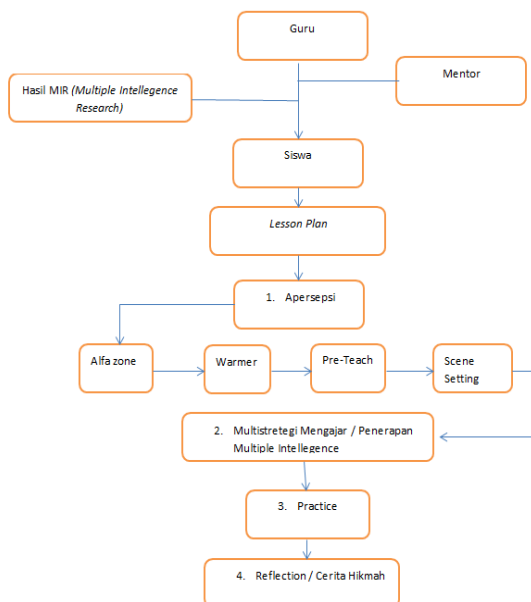 Guru
Mentor
Hasil MIR (Multiple Intellegence
Research)
Siswa
Lesson Plan
1. Apersepsi
Alfa zone
Warmer
Pre-Teach
Scene
Setting
2. Multistretegi Mengajar / Penerapan
Multiple Intellegence
3. Practice
4. Reflection / Cerita Hikmah